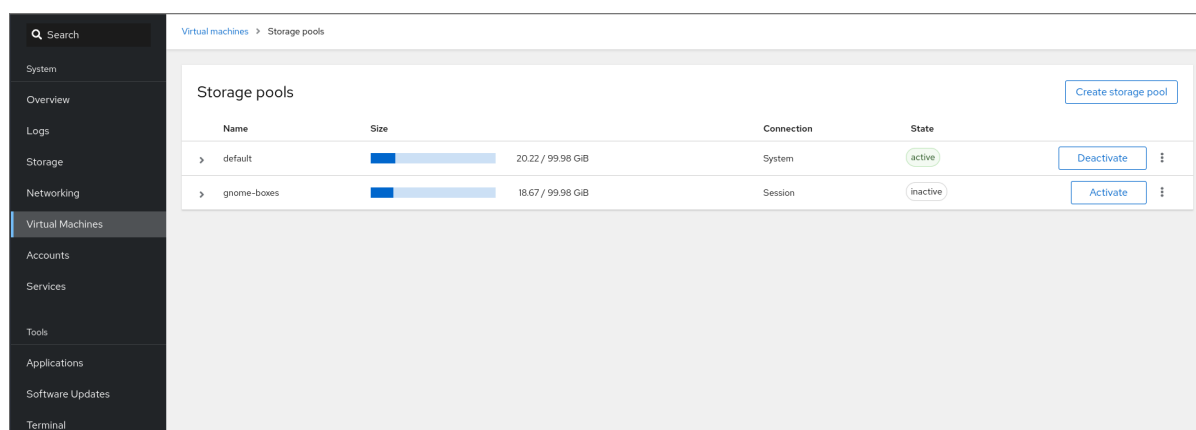 Search
System
Overview
Logs
Storage
Networking
Virtual Machines
Accounts
Services
Tools
Applications
Software Updates
Terminal
Virtual machines > Storage pools
Storage pools
Create storage pool
Name Size Connection State
default 20.22 / 99.98 GiB System active Deactivate
gnome-boxes 18.67 / 99.98 GiB Session inactive Activate